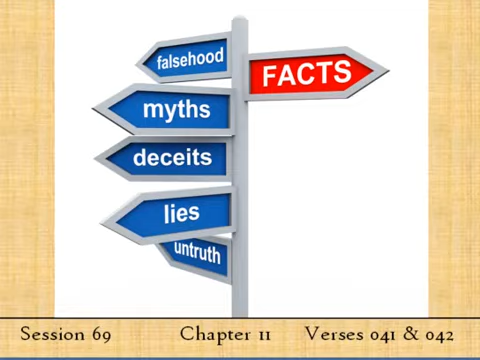 falsehood
FACTS
myths
deceits
lies
untruth
Session 69 Chapter 11 Verses 041 & 042